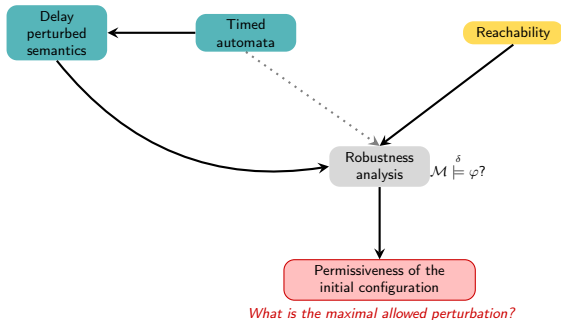 Delay
perturbed
semantics
Timed
automata
Reachability
Robustness
analysis
δ
ℳ ⊨ φ?
Permissiveness of the
initial configuration
What is the maximal allowed perturbation?